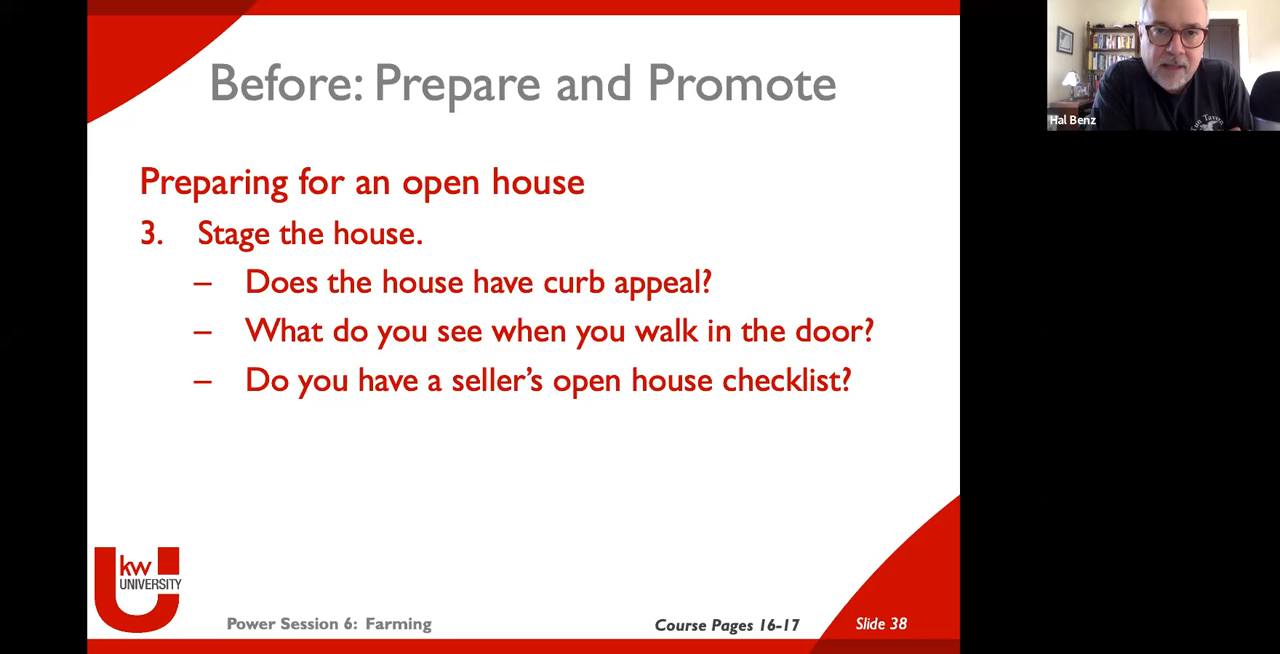 Before: Prepare and Promote
Hal Benz
Tun Tavern
Preparing for an open house
3. Stage the house.
– Does the house have curb appeal?
– What do you see when you walk in the door?
– Do you have a seller's open house checklist?
kw
UNIVERSITY
Power Session 6: Farming
Course Pages 16-17
Slide 38